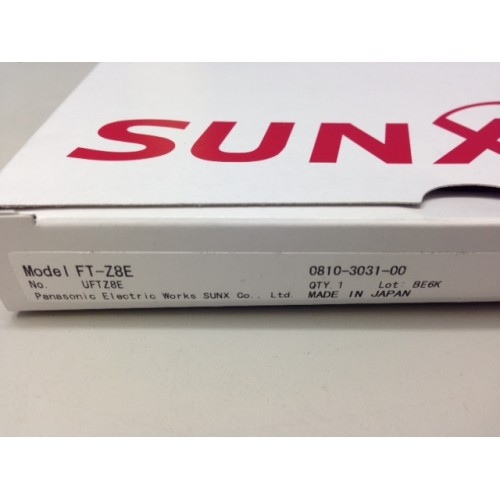 SUNX
Model FT-Z8E 0810-3031-00
No. UFTZ8E QTY. 1 Lot: BE6K
Panasonic Electric Works SUNX Co., Ltd. MADE IN JAPAN